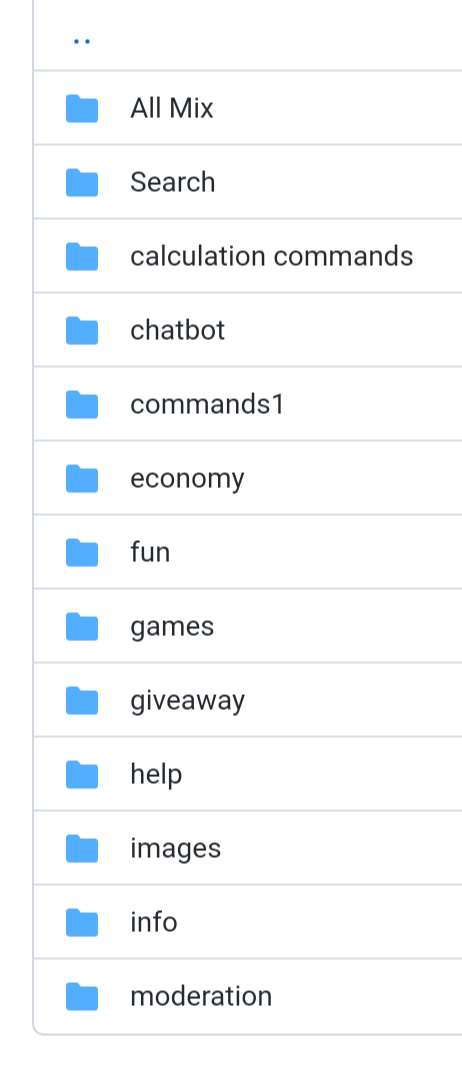 ..
All Mix
Search
calculation commands
chatbot
commands1
economy
fun
games
giveaway
help
images
info
moderation